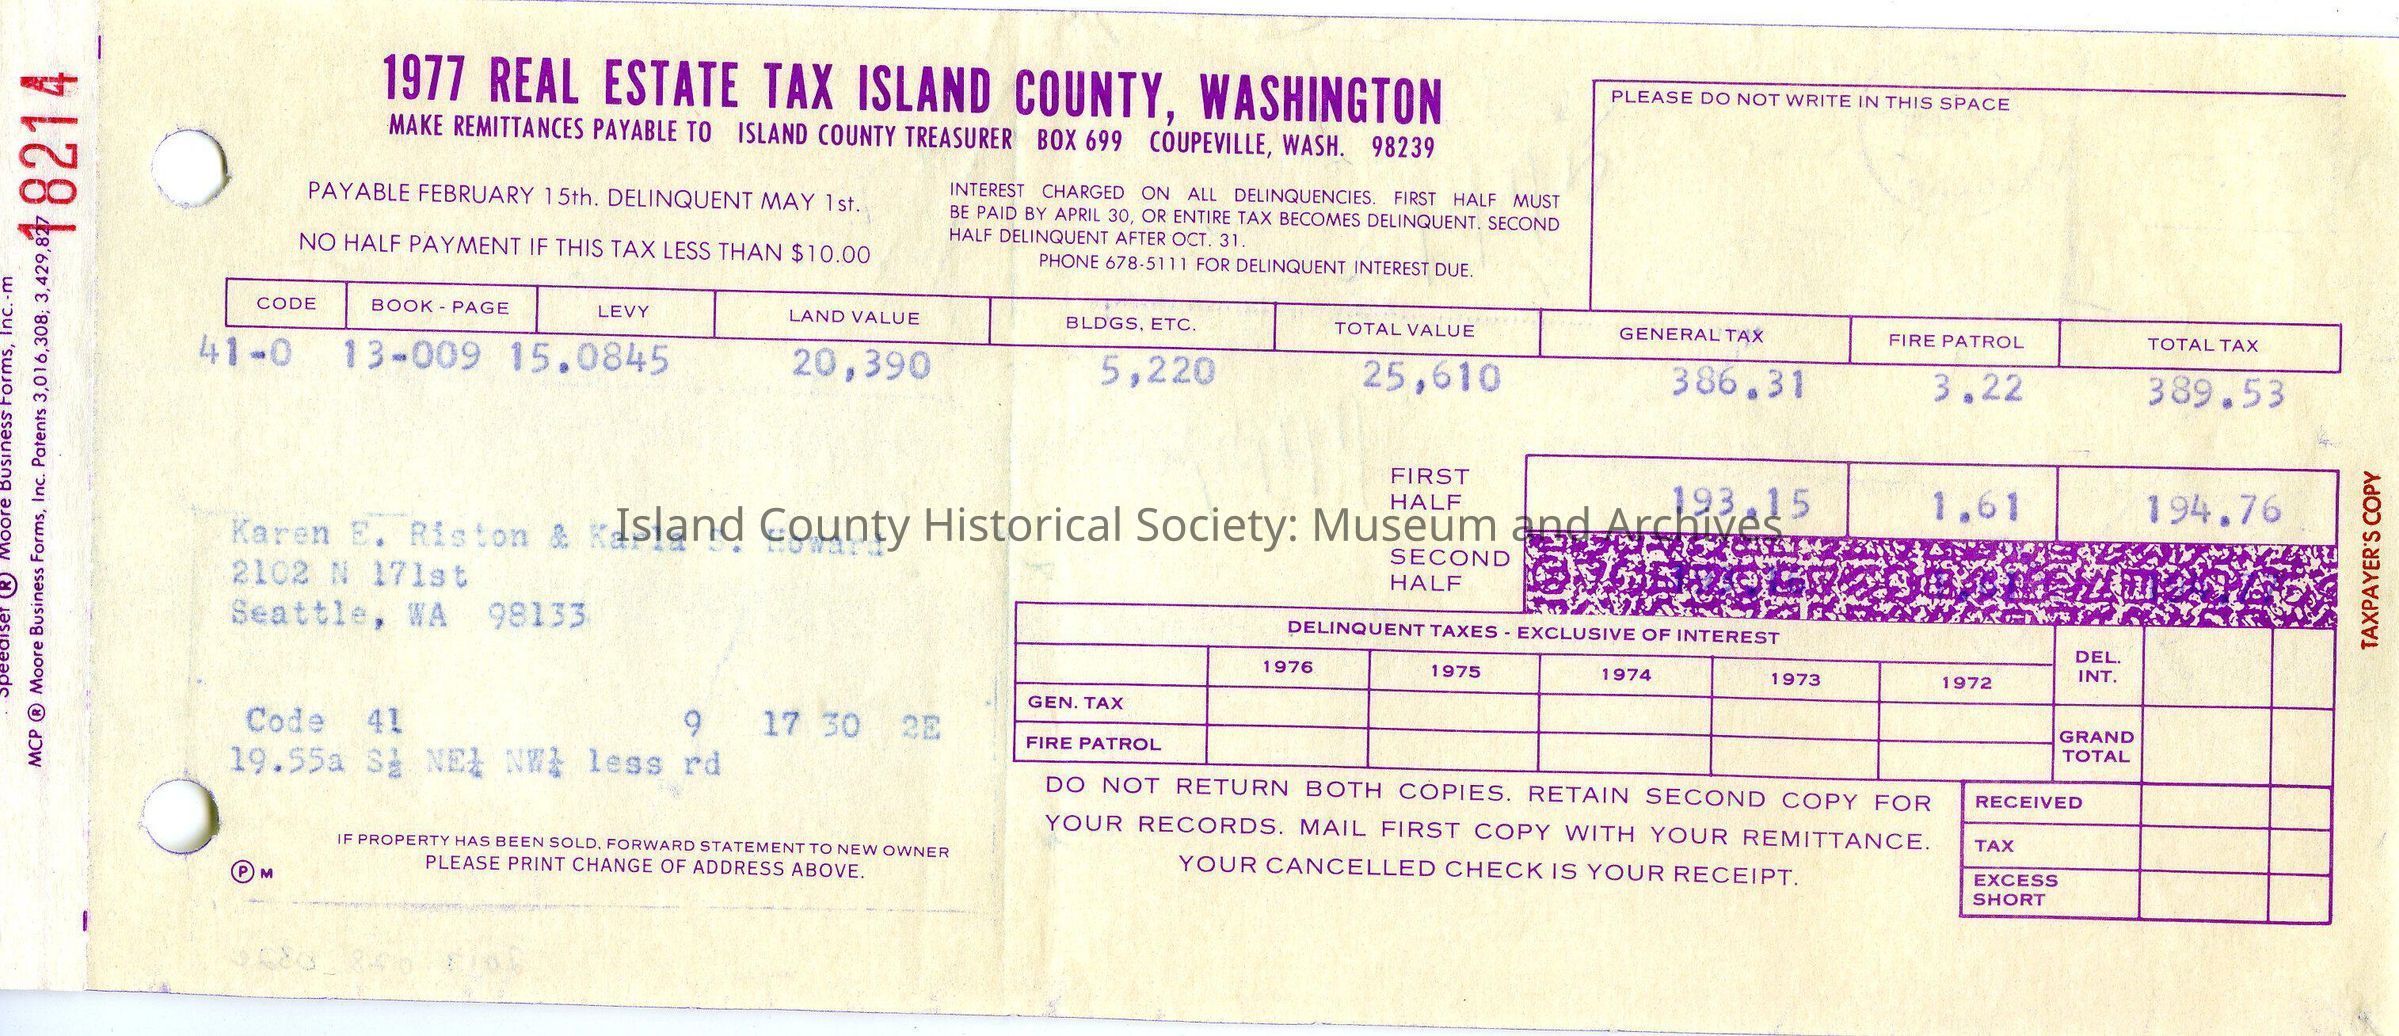 18214
Speediset ® Moore Business Forms, Inc.-m
MCP ® Moore Business Forms, Inc. Patents 3,016,308; 3,429,827
1977 REAL ESTATE TAX ISLAND COUNTY, WASHINGTON
MAKE REMITTANCES PAYABLE TO ISLAND COUNTY TREASURER BOX 699 COUPEVILLE, WASH. 98239
PLEASE DO NOT WRITE IN THIS SPACE
PAYABLE FEBRUARY 15th. DELINQUENT MAY 1st.
NO HALF PAYMENT IF THIS TAX LESS THAN $10.00
INTEREST CHARGED ON ALL DELINQUENCIES. FIRST HALF MUST
BE PAID BY APRIL 30, OR ENTIRE TAX BECOMES DELINQUENT. SECOND
HALF DELINQUENT AFTER OCT. 31.
PHONE 678-5111 FOR DELINQUENT INTEREST DUE.
CODE BOOK - PAGE LEVY LAND VALUE BLDGS, ETC. TOTAL VALUE GENERAL TAX FIRE PATROL TOTAL TAX
41-0 13-009 15.0845 20,390 5,220 25,610 386.31 3.22 389.53
FIRST
HALF 193.15 1.61 194.76
SECOND
HALF
Island County Historical Society: Museum and Archives
Karen E. Riston & Karla S. Howard
2102 N 171st
Seattle, WA 98133
Code 41 9 17 30 2E
19.55a S½ NE¼ NW¼ less rd
IF PROPERTY HAS BEEN SOLD, FORWARD STATEMENT TO NEW OWNER
PLEASE PRINT CHANGE OF ADDRESS ABOVE.
Ⓟ M
DELINQUENT TAXES - EXCLUSIVE OF INTEREST
1976 1975 1974 1973 1972
DEL.
INT.
GEN. TAX
FIRE PATROL
GRAND
TOTAL
DO NOT RETURN BOTH COPIES. RETAIN SECOND COPY FOR
YOUR RECORDS. MAIL FIRST COPY WITH YOUR REMITTANCE.
YOUR CANCELLED CHECK IS YOUR RECEIPT.
RECEIVED
TAX
EXCESS
SHORT
TAXPAYER'S COPY